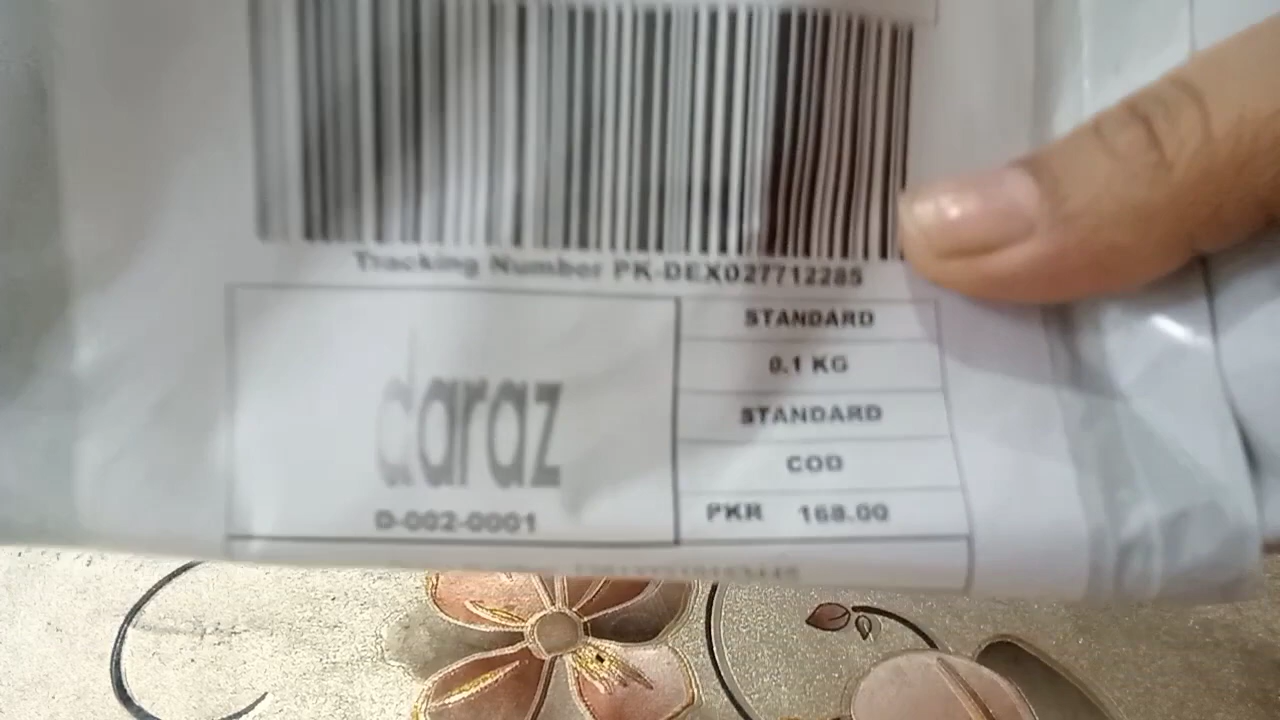 Tracking Number PK-DEX027712285
daraz
D-002-0001
STANDARD
0.1 KG
STANDARD
COD
PKR 168.00